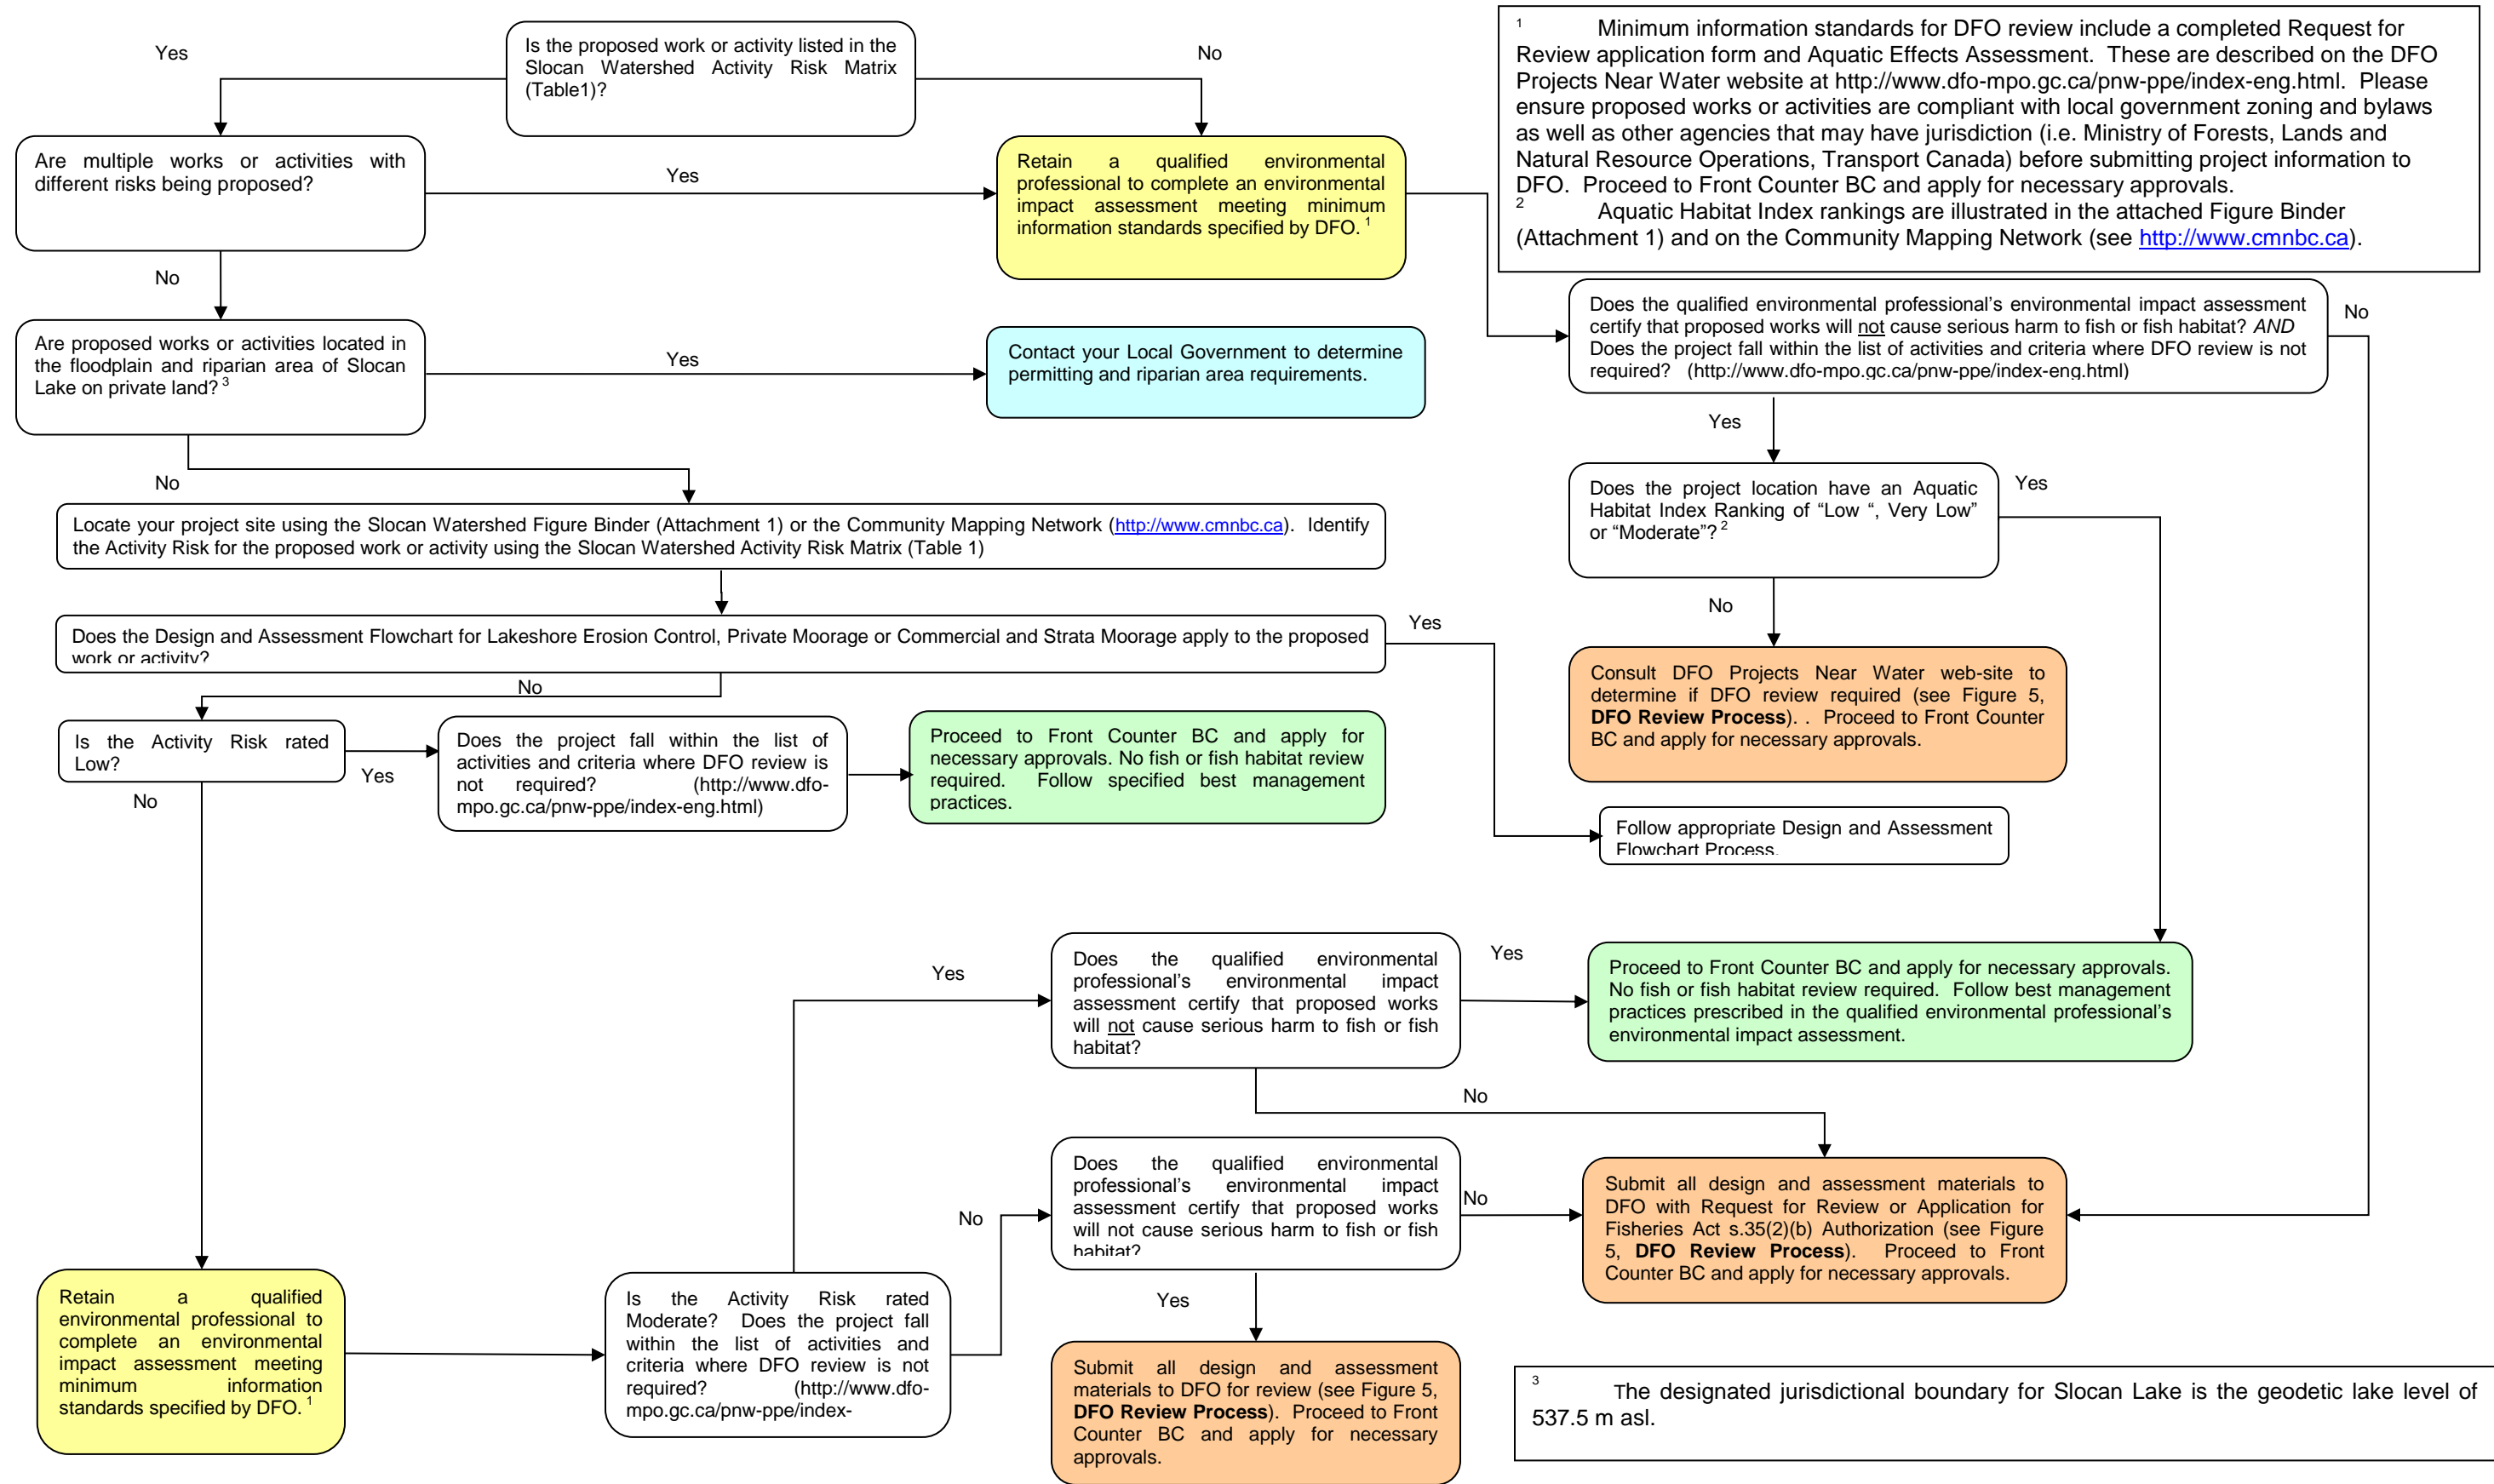 Yes
Is the proposed work or activity listed in the
Slocan Watershed Activity Risk Matrix
(Table1)?
No
1 Minimum information standards for DFO review include a completed Request for
Review application form and Aquatic Effects Assessment. These are described on the DFO
Projects Near Water website at http://www.dfo-mpo.gc.ca/pnw-ppe/index-eng.html. Please
ensure proposed works or activities are compliant with local government zoning and bylaws
as well as other agencies that may have jurisdiction (i.e. Ministry of Forests, Lands and
Natural Resource Operations, Transport Canada) before submitting project information to
DFO. Proceed to Front Counter BC and apply for necessary approvals.
2 Aquatic Habitat Index rankings are illustrated in the attached Figure Binder
(Attachment 1) and on the Community Mapping Network (see http://www.cmnbc.ca).
Are multiple works or activities with
different risks being proposed?
Yes
Retain a qualified environmental
professional to complete an environmental
impact assessment meeting minimum
information standards specified by DFO. 1
No
Does the qualified environmental professional's environmental impact assessment
certify that proposed works will not cause serious harm to fish or fish habitat? AND
Does the project fall within the list of activities and criteria where DFO review is not
required? (http://www.dfo-mpo.gc.ca/pnw-ppe/index-eng.html)
No
Are proposed works or activities located in
the floodplain and riparian area of Slocan
Lake on private land? 3
Yes
Contact your Local Government to determine
permitting and riparian area requirements.
Yes
No
Does the project location have an Aquatic
Habitat Index Ranking of "Low ", Very Low"
or "Moderate"? 2
Yes
Locate your project site using the Slocan Watershed Figure Binder (Attachment 1) or the Community Mapping Network (http://www.cmnbc.ca). Identify
the Activity Risk for the proposed work or activity using the Slocan Watershed Activity Risk Matrix (Table 1)
No
Does the Design and Assessment Flowchart for Lakeshore Erosion Control, Private Moorage or Commercial and Strata Moorage apply to the proposed
work or activity?
Yes
Consult DFO Projects Near Water web-site to
determine if DFO review required (see Figure 5,
DFO Review Process). . Proceed to Front Counter
BC and apply for necessary approvals.
No
Is the Activity Risk rated
Low?
Yes
No
Does the project fall within the list of
activities and criteria where DFO review is
not required? (http://www.dfo-
mpo.gc.ca/pnw-ppe/index-eng.html)
Proceed to Front Counter BC and apply for
necessary approvals. No fish or fish habitat review
required. Follow specified best management
practices.
Follow appropriate Design and Assessment
Flowchart Process.
Yes
Does the qualified environmental
professional's environmental impact
assessment certify that proposed works
will not cause serious harm to fish or fish
habitat?
Yes
Proceed to Front Counter BC and apply for necessary approvals.
No fish or fish habitat review required. Follow best management
practices prescribed in the qualified environmental professional's
environmental impact assessment.
No
Does the qualified environmental
professional's environmental impact
assessment certify that proposed works
will not cause serious harm to fish or fish
habitat?
No
No
Submit all design and assessment materials to
DFO with Request for Review or Application for
Fisheries Act s.35(2)(b) Authorization (see Figure
5, DFO Review Process). Proceed to Front
Counter BC and apply for necessary approvals.
Retain a qualified
environmental professional to
complete an environmental
impact assessment meeting
minimum information
standards specified by DFO. 1
Is the Activity Risk rated
Moderate? Does the project fall
within the list of activities and
criteria where DFO review is not
required? (http://www.dfo-
mpo.gc.ca/pnw-ppe/index-
Yes
Submit all design and assessment
materials to DFO for review (see Figure 5,
DFO Review Process). Proceed to Front
Counter BC and apply for necessary
approvals.
3 The designated jurisdictional boundary for Slocan Lake is the geodetic lake level of
537.5 m asl.